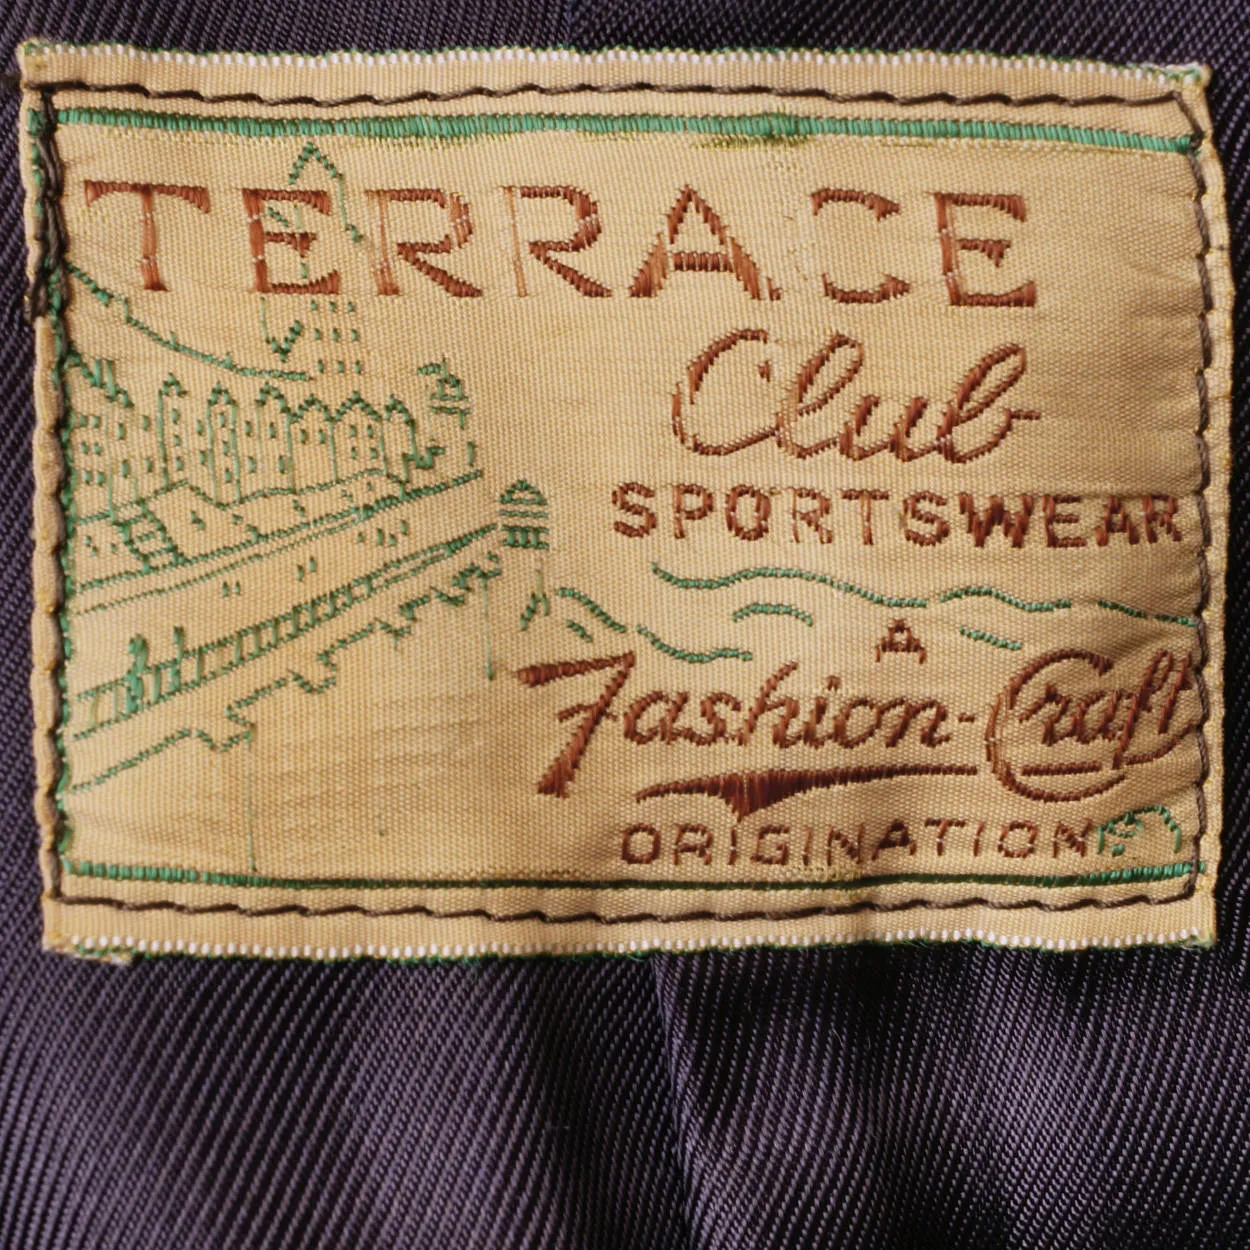 TERRACE
Club
SPORTSWEAR
A
Fashion-Craft
ORIGINATION